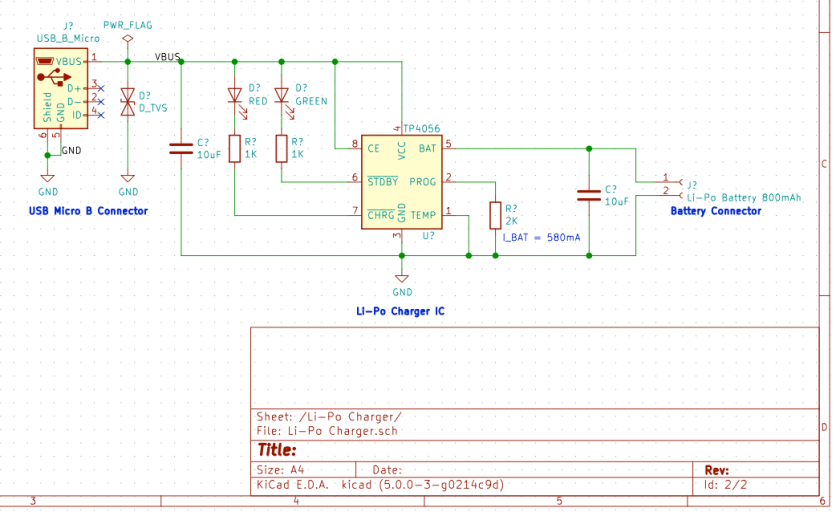 J?
USB_B_Micro
PWR_FLAG
VBUS
VBUS 1
D+ 3
D- 2
ID 4
Shield
GND
6
5
GND
GND
D?
D_TVS
GND
C?
10uF
D?
RED
D?
GREEN
R?
1K
R?
1K
TP4056
4
VCC
8 CE
BAT 5
6 STDBY
PROG 2
7 CHRG
TEMP 1
GND
3
U?
R?
2K
I_BAT = 580mA
C?
10uF
1
2
J?
Li-Po Battery 800mAh
Battery Connector
USB Micro B Connector
GND
Li-Po Charger IC
C
Sheet: /Li-Po Charger/
File: Li-Po Charger.sch
D
Title:
Size: A4 Date: Rev:
KiCad E.D.A. kicad (5.0.0-3-g0214c9d) Id: 2/2
3 4 5 6